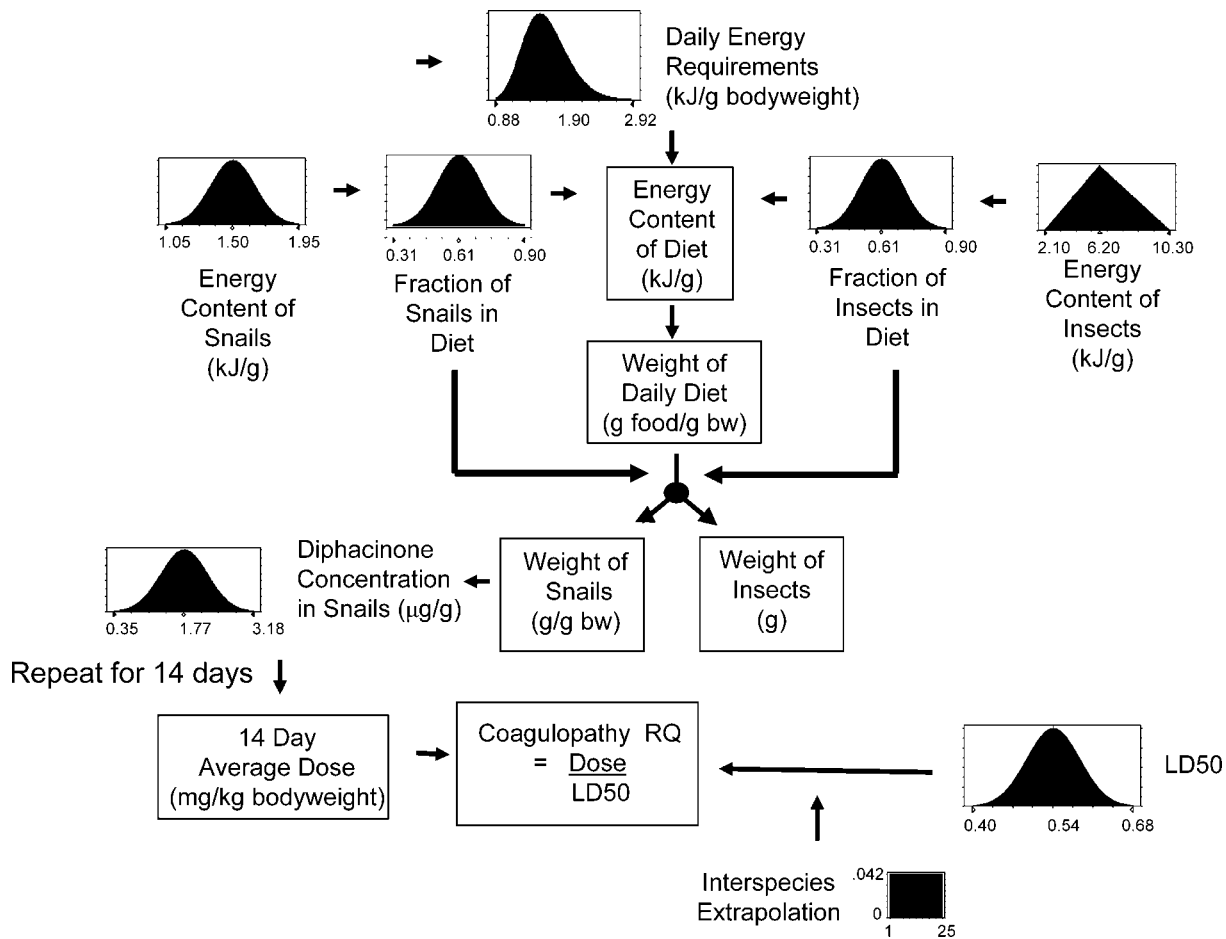 Daily Energy
Requirements
(kJ/g bodyweight)
0.88 1.90 2.92
1.05 1.50 1.95
Energy
Content of
Snails
(kJ/g)
0.31 0.61 0.90
Fraction of
Snails in
Diet
Energy
Content
of Diet
(kJ/g)
0.31 0.61 0.90
Fraction of
Insects in
Diet
2.10 6.20 10.30
Energy
Content of
Insects
(kJ/g)
Weight of
Daily Diet
(g food/g bw)
0.35 1.77 3.18
Diphacinone
Concentration
in Snails (μg/g)
Weight of
Snails
(g/g bw)
Weight of
Insects
(g)
Repeat for 14 days
14 Day
Average Dose
(mg/kg bodyweight)
Coagulopathy RQ
= Dose
LD50
0.40 0.54 0.68
LD50
Interspecies
Extrapolation
.042
0
1 25